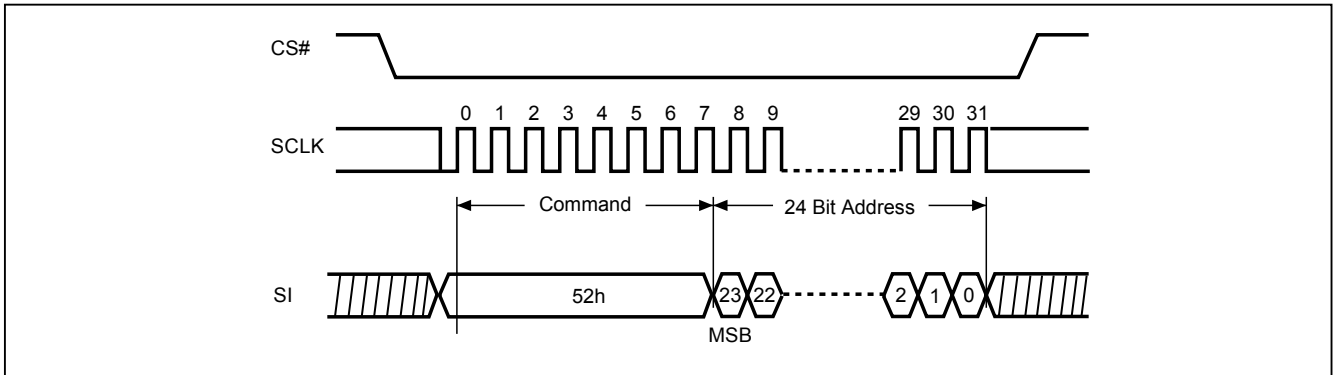 CS#
0 1 2 3 4 5 6 7 8 9 29 30 31
SCLK
Command 24 Bit Address
SI 52h 23 22 2 1 0
MSB